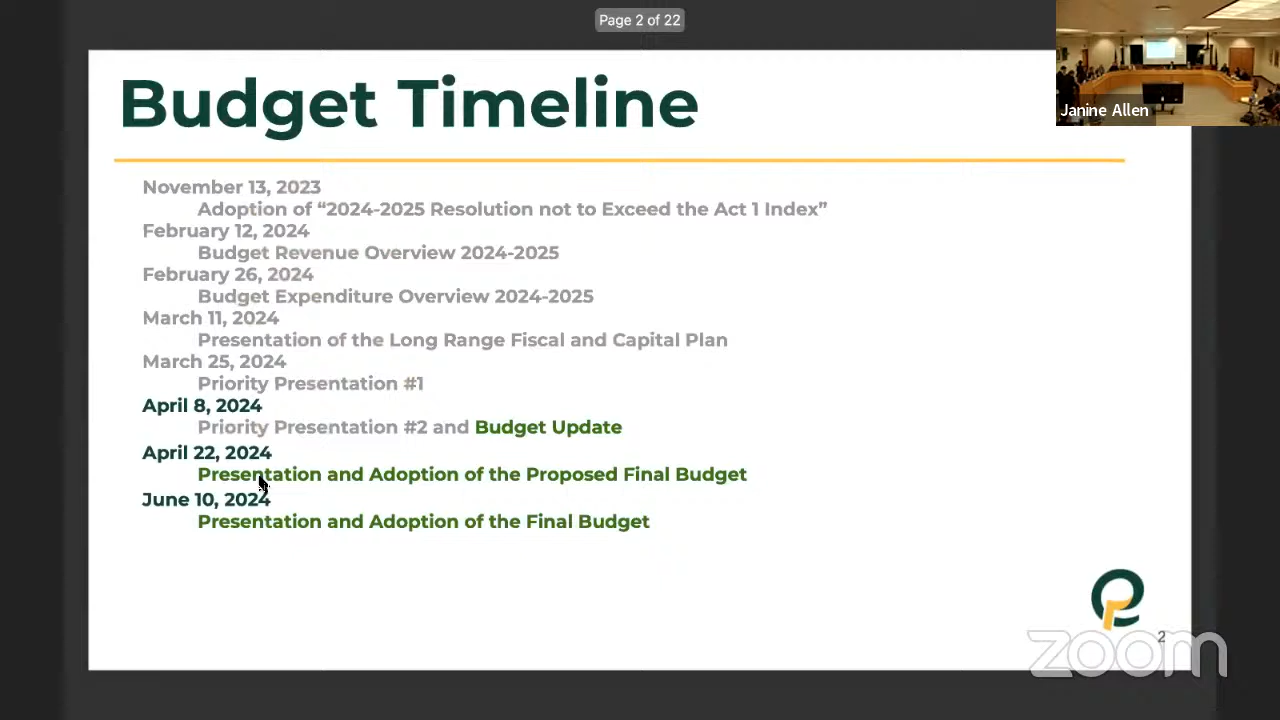 Page 2 of 22
Budget Timeline
Janine Allen
November 13, 2023
Adoption of “2024-2025 Resolution not to Exceed the Act 1 Index”
February 12, 2024
Budget Revenue Overview 2024-2025
February 26, 2024
Budget Expenditure Overview 2024-2025
March 11, 2024
Presentation of the Long Range Fiscal and Capital Plan
March 25, 2024
Priority Presentation #1
April 8, 2024
Priority Presentation #2 and Budget Update
April 22, 2024
Presentation and Adoption of the Proposed Final Budget
June 10, 2024
Presentation and Adoption of the Final Budget
2
zoom